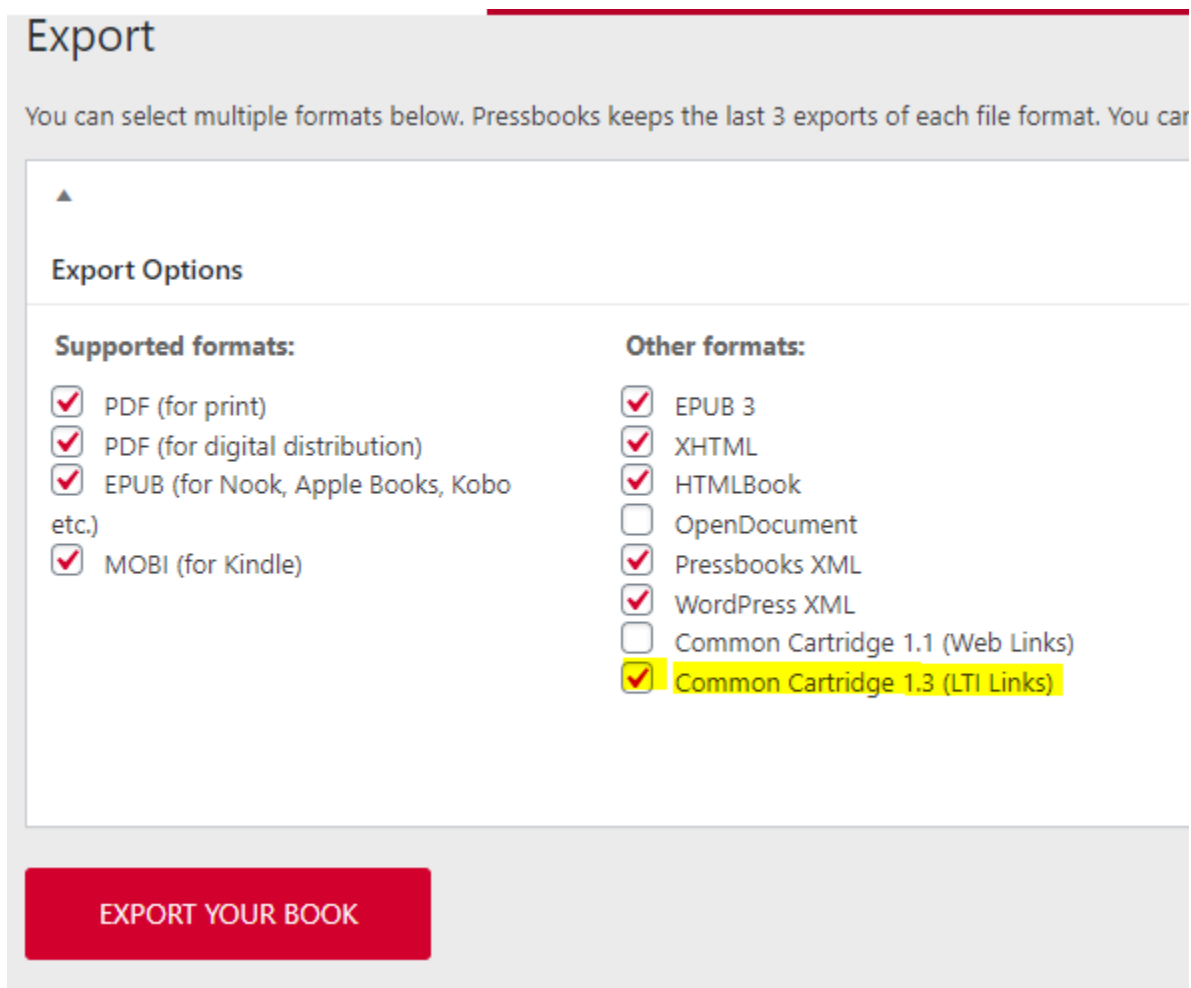 Export
You can select multiple formats below. Pressbooks keeps the last 3 exports of each file format. You can
Export Options
Supported formats:
PDF (for print)
PDF (for digital distribution)
EPUB (for Nook, Apple Books, Kobo
etc.)
MOBI (for Kindle)
Other formats:
EPUB 3
XHTML
HTMLBook
OpenDocument
Pressbooks XML
WordPress XML
Common Cartridge 1.1 (Web Links)
Common Cartridge 1.3 (LTI Links)
EXPORT YOUR BOOK